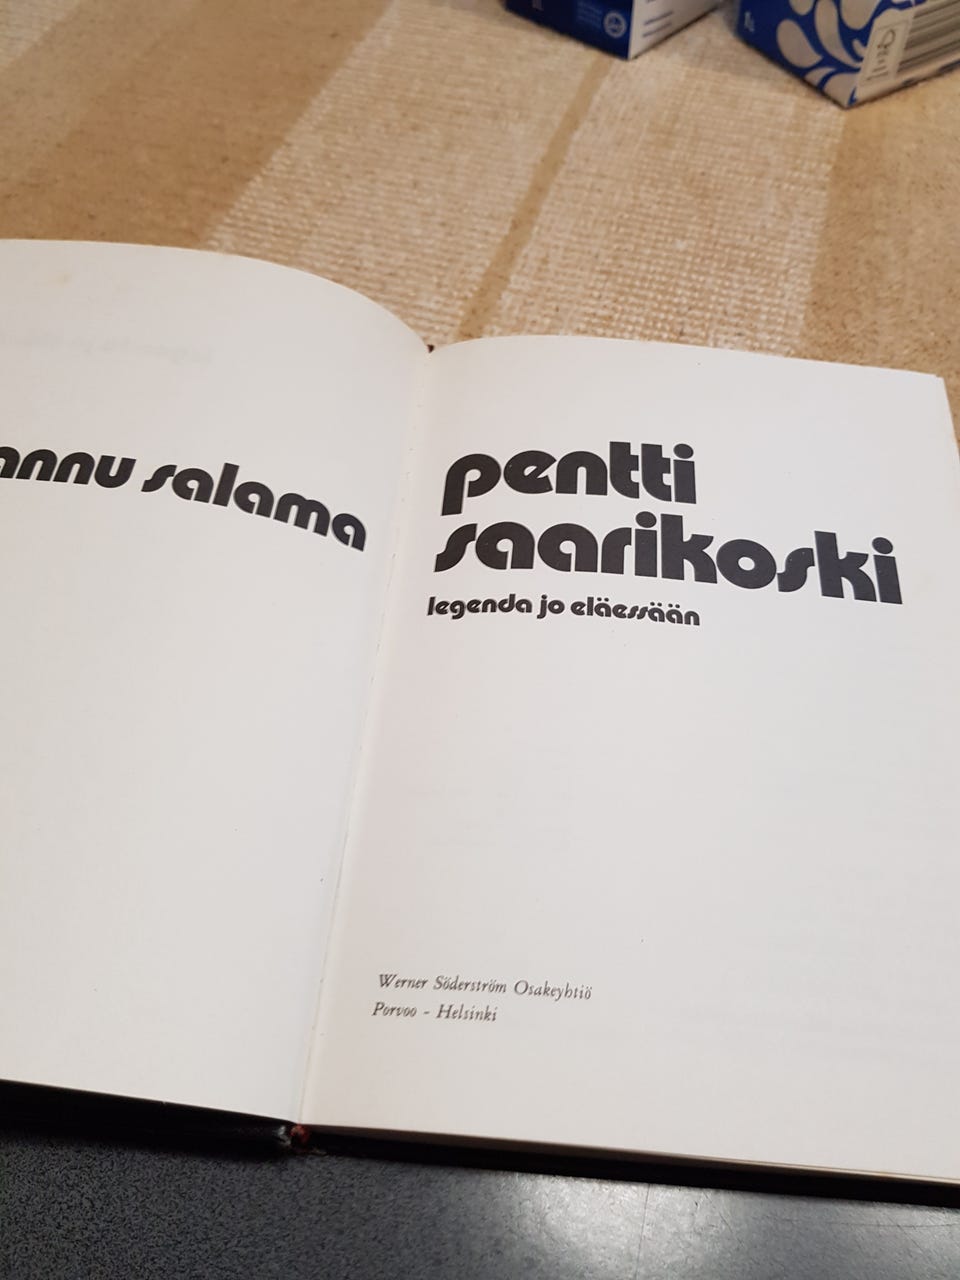 annu salama
pentti
saarikoski
legenda jo eläessään
Werner Söderström Osakeyhtiö
Porvoo - Helsinki